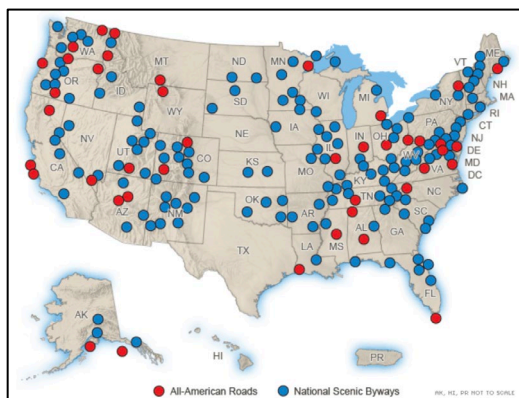 WA
MT
ND
MN
VT
ME
OR
ID
SD
WI
MI
NY
NH
MA
WY
RI
CT
NV
UT
NE
IA
IL
IN
OH
PA
NJ
DE
MD
DC
CA
CO
KS
MO
KY
WV
VA
AZ
NM
OK
AR
TN
NC
SC
TX
LA
MS
AL
GA
FL
AK
HI
PR
All-American Roads
National Scenic Byways
AK, HI, PR NOT TO SCALE